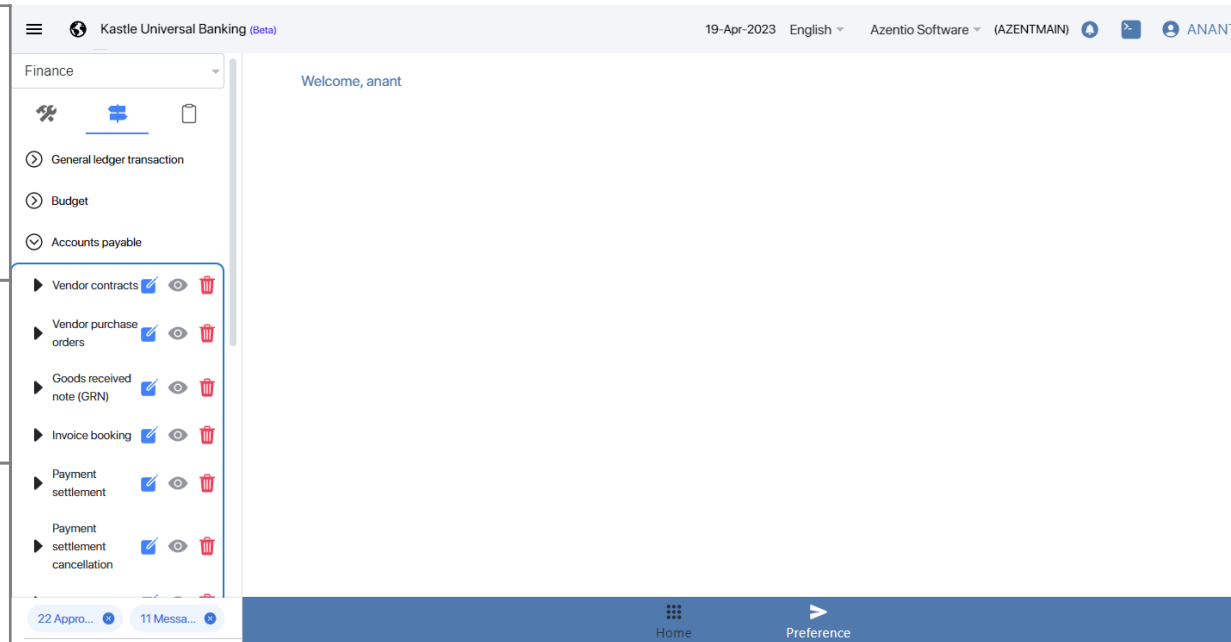 Kastle Universal Banking (Beta)
19-Apr-2023 English Azentio Software (AZENTMAIN) ANANT
Finance
Welcome, anant
General ledger transaction
Budget
Accounts payable
Vendor contracts
Vendor purchase
orders
Goods received
note (GRN)
Invoice booking
Payment
settlement
Payment
settlement
cancellation
22 Appro... 11 Messa...
Home Preference